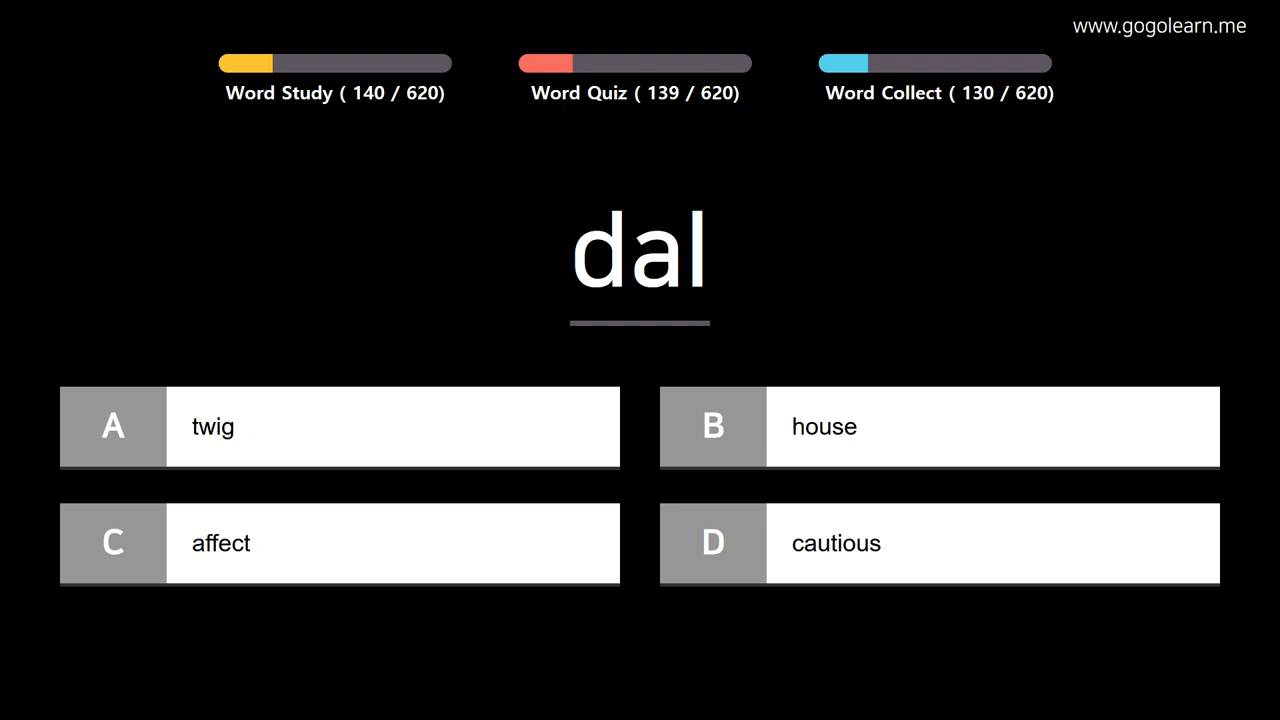 www.gogolearn.me
Word Study ( 140 / 620)
Word Quiz ( 139 / 620)
Word Collect ( 130 / 620)
dal
A twig
B house
C affect
D cautious